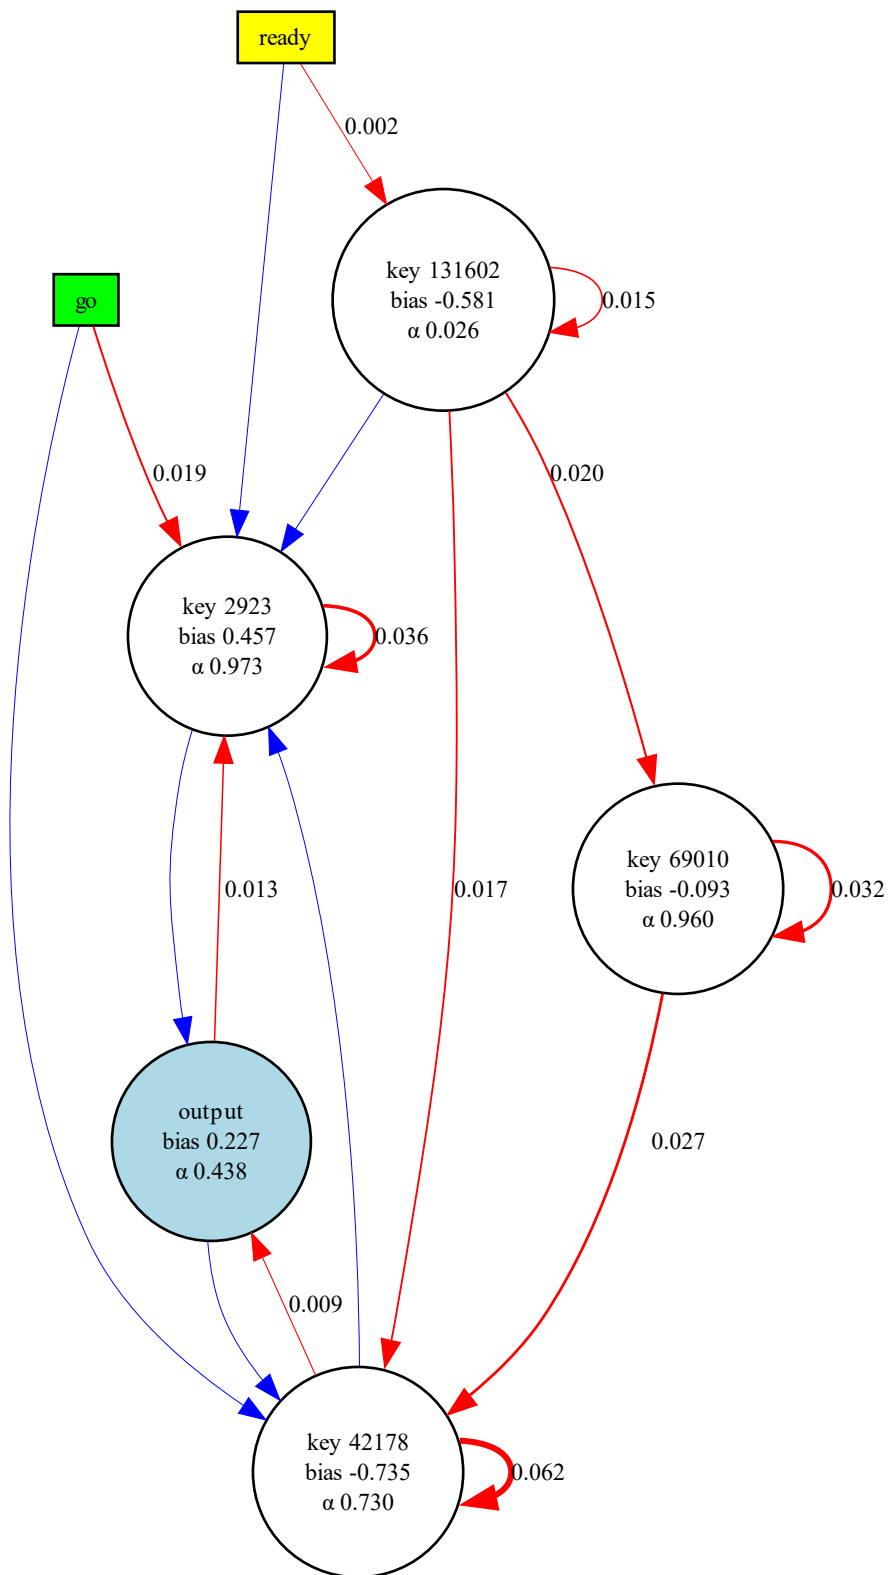 ready
0.002
key 131602
bias -0.581
α 0.026
0.015
go
0.019
0.020
key 2923
bias 0.457
α 0.973
0.036
key 69010
bias -0.093
α 0.960
0.032
0.013
0.017
output
bias 0.227
α 0.438
0.027
0.009
key 42178
bias -0.735
α 0.730
0.062